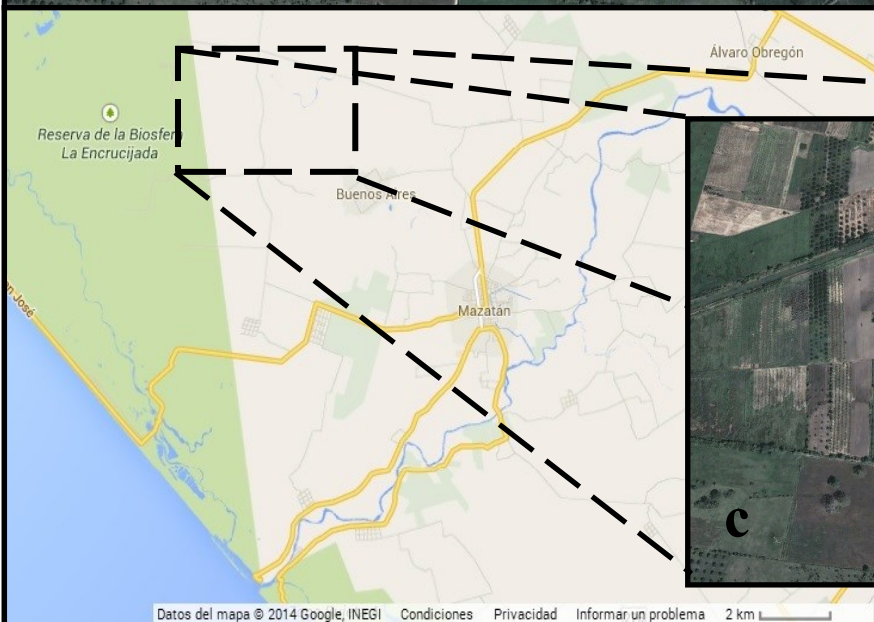 Álvaro Obregón
Reserva de la Biosfera
La Encrucijada
Buenos Aires
n José
Mazatán
c
Datos del mapa © 2014 Google, INEGI Condiciones Privacidad Informar un problema 2 km